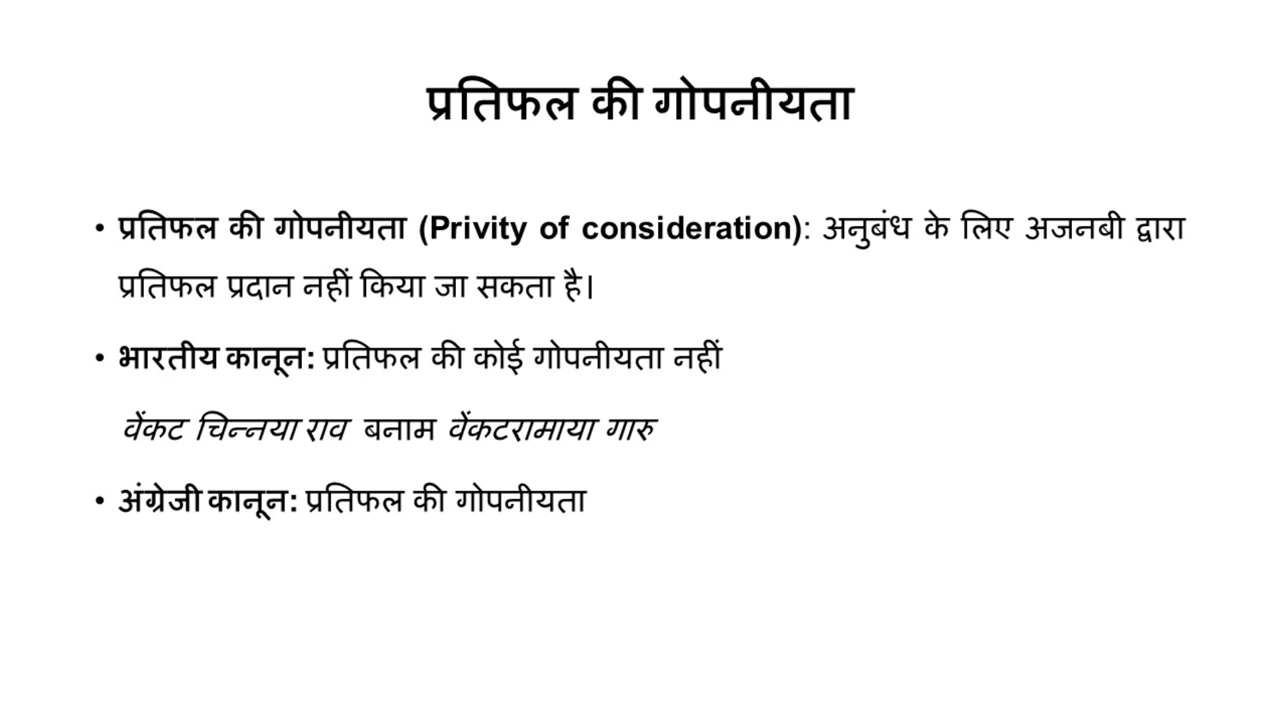 प्रतिफल की गोपनीयता
• प्रतिफल की गोपनीयता (Privity of consideration): अनुबंध के लिए अजनबी द्वारा
प्रतिफल प्रदान नहीं किया जा सकता है।
• भारतीय कानून: प्रतिफल की कोई गोपनीयता नहीं
वेंकट चिन्नया राव बनाम वेंकटरामाया गारु
• अंग्रेजी कानून: प्रतिफल की गोपनीयता